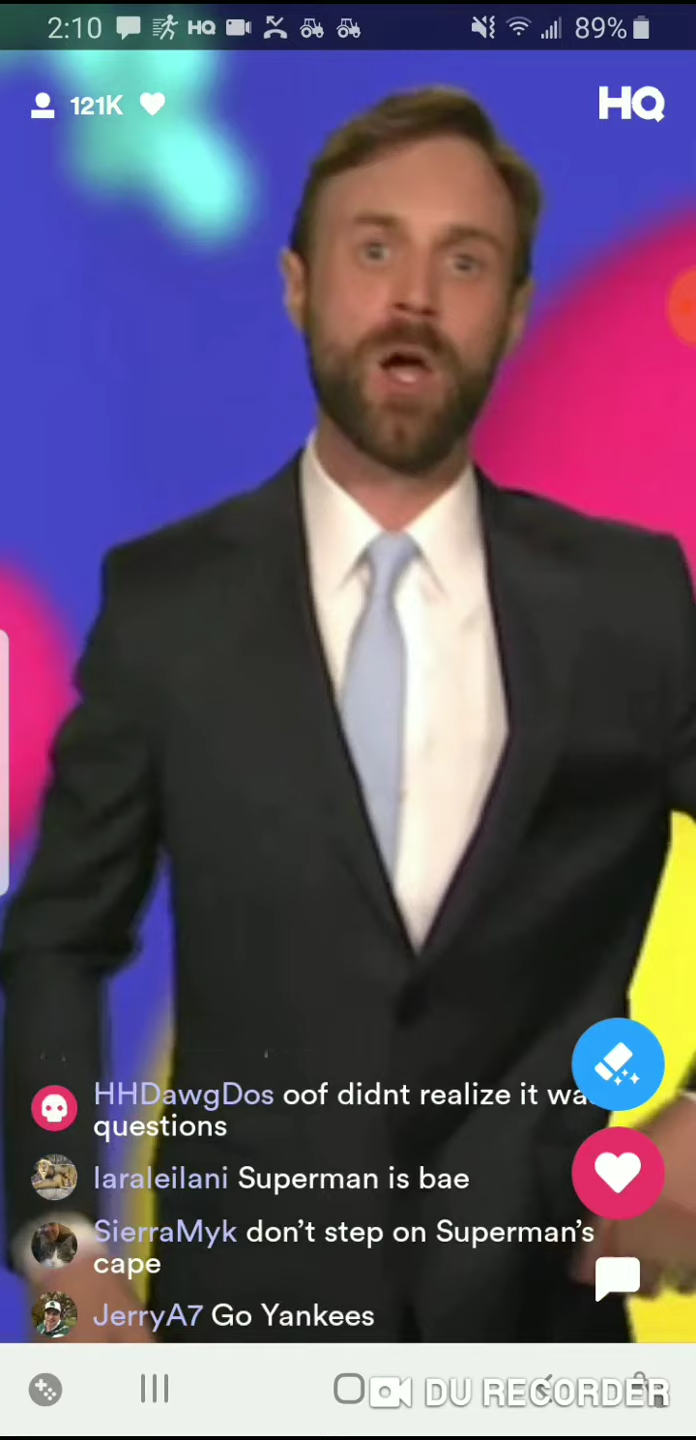 2:10 HQ 89%
121K HQ
HHDawgDos oof didnt realize it wa
questions
laraleilani Superman is bae
SierraMyk don't step on Superman's
cape
JerryA7 Go Yankees
DU RECORDER